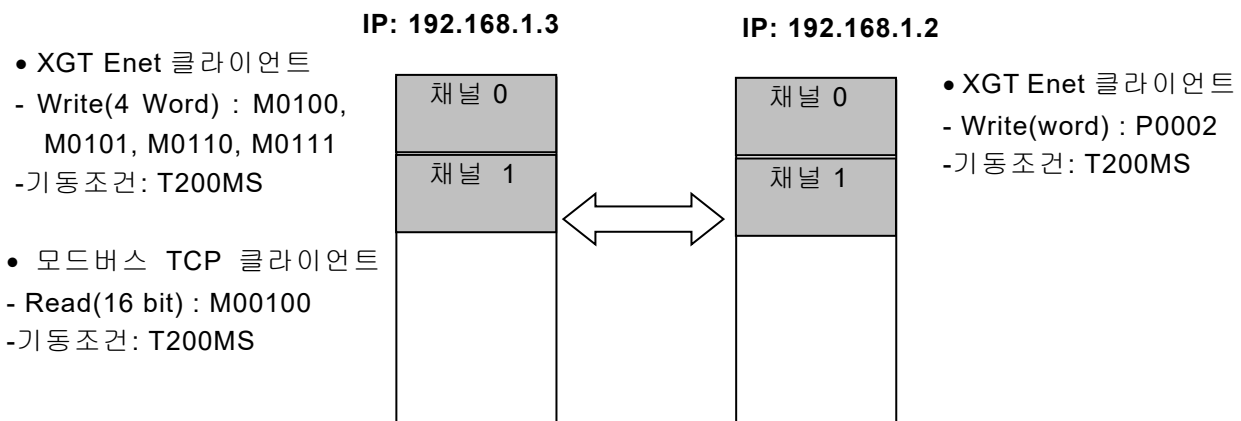 IP: 192.168.1.3
IP: 192.168.1.2
• XGT Enet 클라이언트
- Write(4 Word) : M0100,
M0101, M0110, M0111
-기동조건: T200MS
• 모드버스 TCP 클라이언트
- Read(16 bit) : M00100
-기동조건: T200MS
채널 0
채널 1
채널 0
채널 1
• XGT Enet 클라이언트
- Write(word) : P0002
-기동조건: T200MS